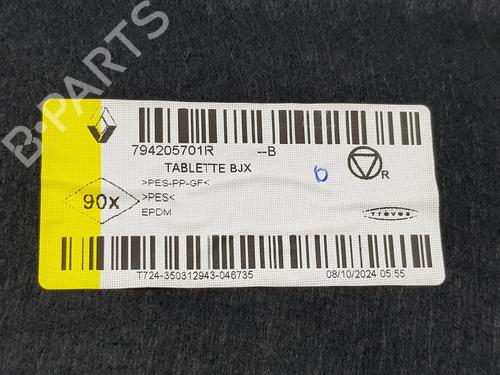 B-PARTS
794205701R --B
TABLETTE BJX
>PES-PP-GF<
>PES<
EPDM
90x
6
R
Treves
T724-350312943-046735
08/10/2024 05:55